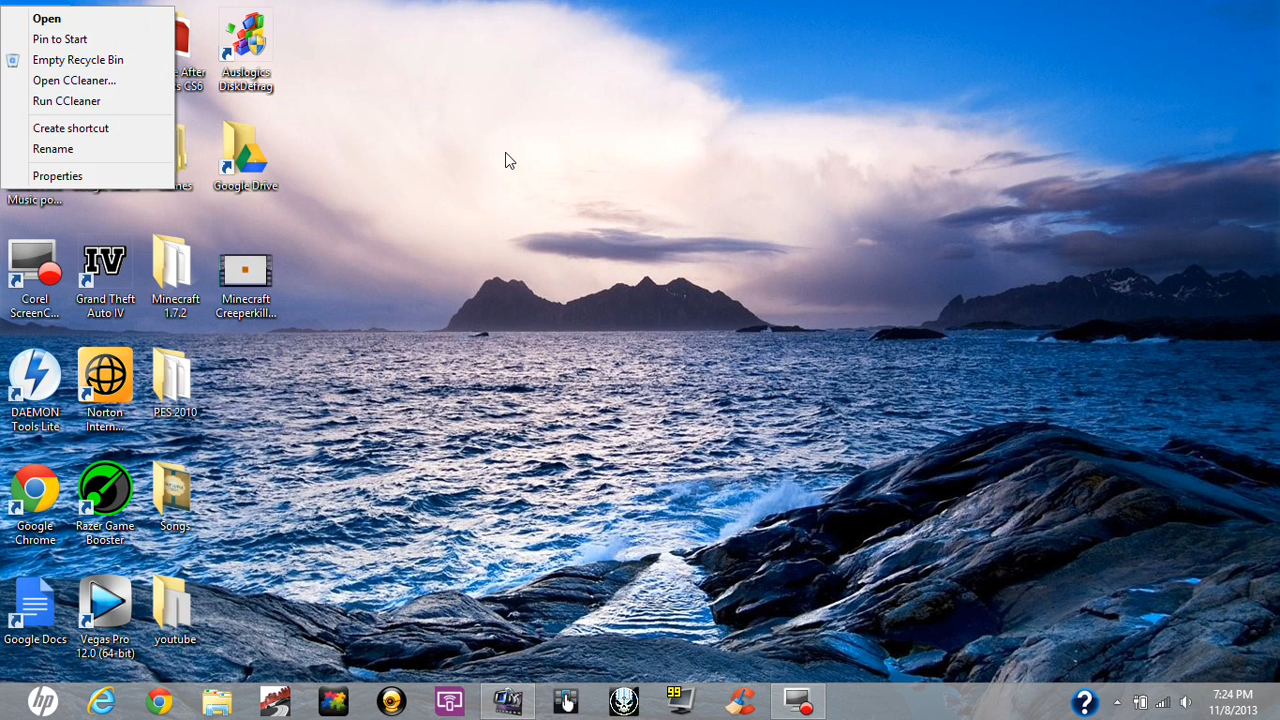 Open
Pin to Start
Empty Recycle Bin
Open CCleaner...
Run CCleaner
Create shortcut
Rename
Properties
After
CS6
Auslogics
DiskDefrag
Music po...
Google Drive
Corel
ScreenC...
Grand Theft
Auto IV
Minecraft
1.7.2
Minecraft
Creeperkill...
IV
DAEMON
Tools Lite
Norton
Intern...
PES 2010
Google
Chrome
Razer Game
Booster
Songs
Google Docs
Vegas Pro
12.0 (64-bit)
youtube
hp
99
?
7:24 PM
11/8/2013